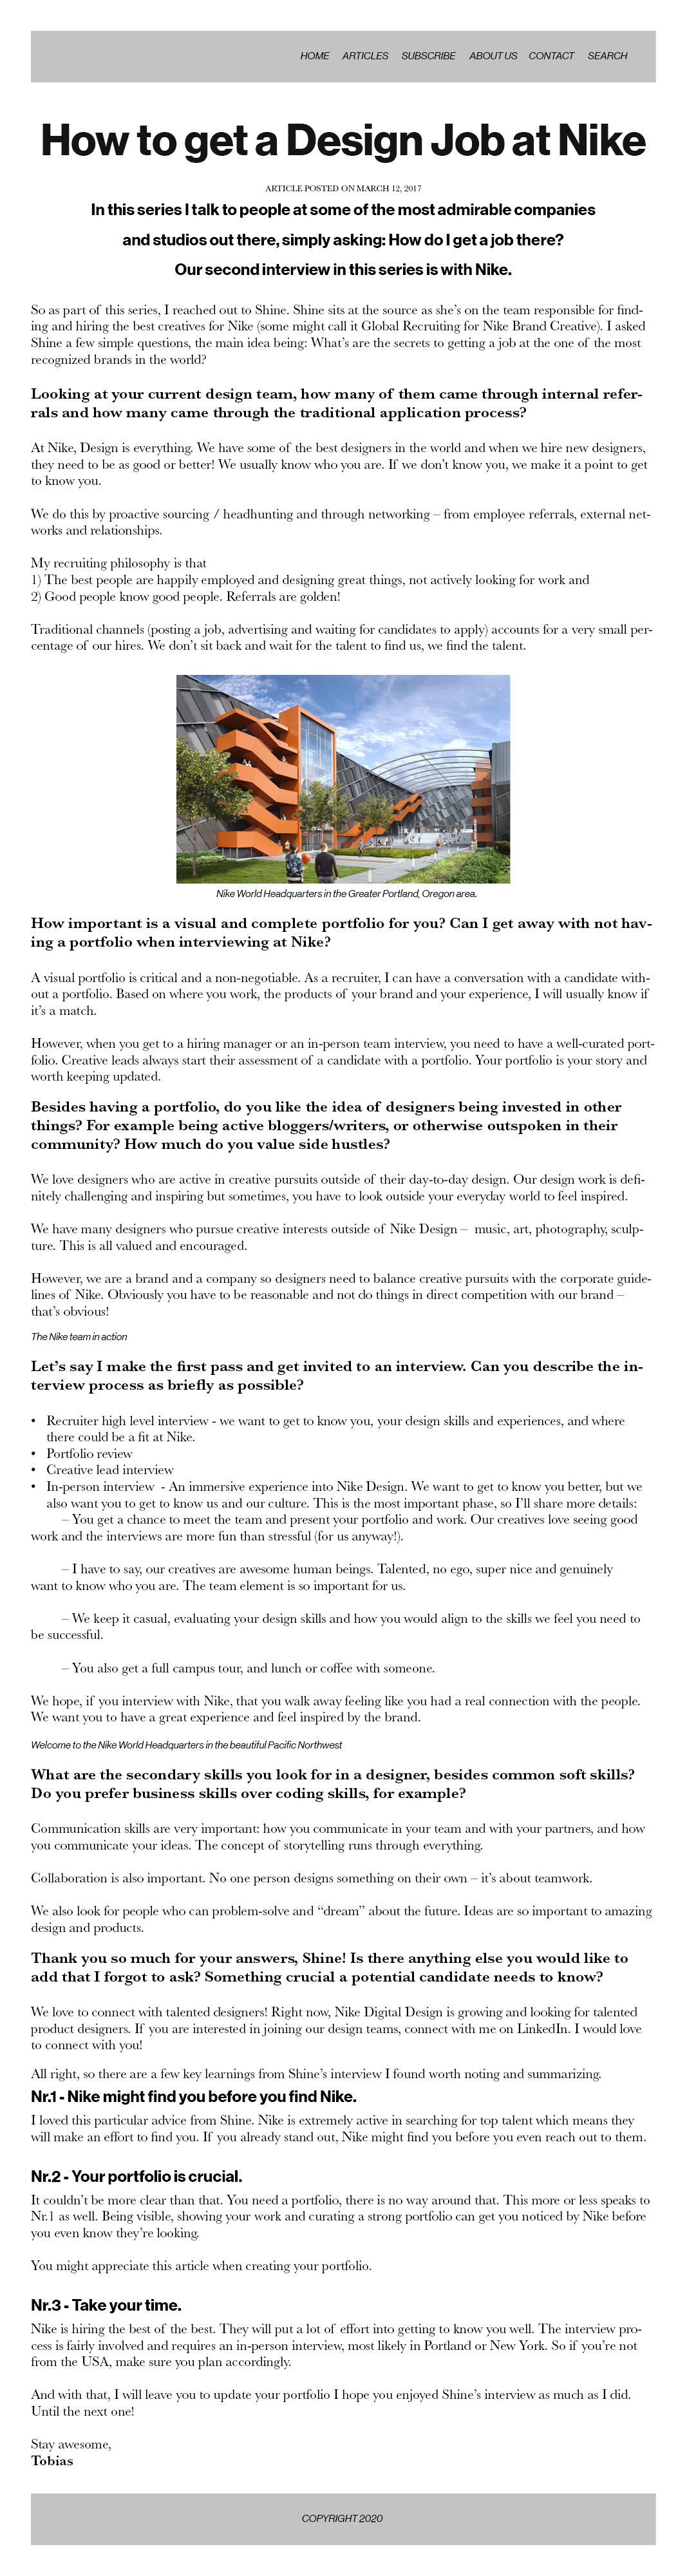 HOME ARTICLES SUBSCRIBE ABOUT US CONTACT SEARCH
How to get a Design Job at Nike
ARTICLE POSTED ON MARCH 12, 2017
In this series I talk to people at some of the most admirable companies
and studios out there, simply asking: How do I get a job there?
Our second interview in this series is with Nike.
So as part of this series, I reached out to Shine. Shine sits at the source as she's on the team responsible for find-
ing and hiring the best creatives for Nike (some might call it Global Recruiting for Nike Brand Creative). I asked
Shine a few simple questions, the main idea being: What's are the secrets to getting a job at the one of the most
recognized brands in the world?
Looking at your current design team, how many of them came through internal refer-
rals and how many came through the traditional application process?
At Nike, Design is everything. We have some of the best designers in the world and when we hire new designers,
they need to be as good or better! We usually know who you are. If we don't know you, we make it a point to get
to know you.
We do this by proactive sourcing / headhunting and through networking – from employee referrals, external net-
works and relationships.
My recruiting philosophy is that
1) The best people are happily employed and designing great things, not actively looking for work and
2) Good people know good people. Referrals are golden!
Traditional channels (posting a job, advertising and waiting for candidates to apply) accounts for a very small per-
centage of our hires. We don't sit back and wait for the talent to find us, we find the talent.
Nike World Headquarters in the Greater Portland, Oregon area.
How important is a visual and complete portfolio for you? Can I get away with not hav-
ing a portfolio when interviewing at Nike?
A visual portfolio is critical and a non-negotiable. As a recruiter, I can have a conversation with a candidate with-
out a portfolio. Based on where you work, the products of your brand and your experience, I will usually know if
it's a match.
However, when you get to a hiring manager or an in-person team interview, you need to have a well-curated port-
folio. Creative leads always start their assessment of a candidate with a portfolio. Your portfolio is your story and
worth keeping updated.
Besides having a portfolio, do you like the idea of designers being invested in other
things? For example being active bloggers/writers, or otherwise outspoken in their
community? How much do you value side hustles?
We love designers who are active in creative pursuits outside of their day-to-day design. Our design work is defi-
nitely challenging and inspiring but sometimes, you have to look outside your everyday world to feel inspired.
We have many designers who pursue creative interests outside of Nike Design – music, art, photography, sculp-
ture. This is all valued and encouraged.
However, we are a brand and a company so designers need to balance creative pursuits with the corporate guide-
lines of Nike. Obviously you have to be reasonable and not do things in direct competition with our brand –
that's obvious!
The Nike team in action
Let's say I make the first pass and get invited to an interview. Can you describe the in-
terview process as briefly as possible?
• Recruiter high level interview - we want to get to know you, your design skills and experiences, and where
there could be a fit at Nike.
• Portfolio review
• Creative lead interview
• In-person interview - An immersive experience into Nike Design. We want to get to know you better, but we
also want you to get to know us and our culture. This is the most important phase, so I'll share more details:
– You get a chance to meet the team and present your portfolio and work. Our creatives love seeing good
work and the interviews are more fun than stressful (for us anyway!).
– I have to say, our creatives are awesome human beings. Talented, no ego, super nice and genuinely
want to know who you are. The team element is so important for us.
– We keep it casual, evaluating your design skills and how you would align to the skills we feel you need to
be successful.
– You also get a full campus tour, and lunch or coffee with someone.
We hope, if you interview with Nike, that you walk away feeling like you had a real connection with the people.
We want you to have a great experience and feel inspired by the brand.
Welcome to the Nike World Headquarters in the beautiful Pacific Northwest
What are the secondary skills you look for in a designer, besides common soft skills?
Do you prefer business skills over coding skills, for example?
Communication skills are very important: how you communicate in your team and with your partners, and how
you communicate your ideas. The concept of storytelling runs through everything.
Collaboration is also important. No one person designs something on their own – it's about teamwork.
We also look for people who can problem-solve and “dream” about the future. Ideas are so important to amazing
design and products.
Thank you so much for your answers, Shine! Is there anything else you would like to
add that I forgot to ask? Something crucial a potential candidate needs to know?
We love to connect with talented designers! Right now, Nike Digital Design is growing and looking for talented
product designers. If you are interested in joining our design teams, connect with me on LinkedIn. I would love
to connect with you!
All right, so there are a few key learnings from Shine's interview I found worth noting and summarizing.
Nr.1 - Nike might find you before you find Nike.
I loved this particular advice from Shine. Nike is extremely active in searching for top talent which means they
will make an effort to find you. If you already stand out, Nike might find you before you even reach out to them.
Nr.2 - Your portfolio is crucial.
It couldn't be more clear than that. You need a portfolio, there is no way around that. This more or less speaks to
Nr.1 as well. Being visible, showing your work and curating a strong portfolio can get you noticed by Nike before
you even know they're looking.
You might appreciate this article when creating your portfolio.
Nr.3 - Take your time.
Nike is hiring the best of the best. They will put a lot of effort into getting to know you well. The interview pro-
cess is fairly involved and requires an in-person interview, most likely in Portland or New York. So if you're not
from the USA, make sure you plan accordingly.
And with that, I will leave you to update your portfolio I hope you enjoyed Shine's interview as much as I did.
Until the next one!
Stay awesome,
Tobias
COPYRIGHT 2020